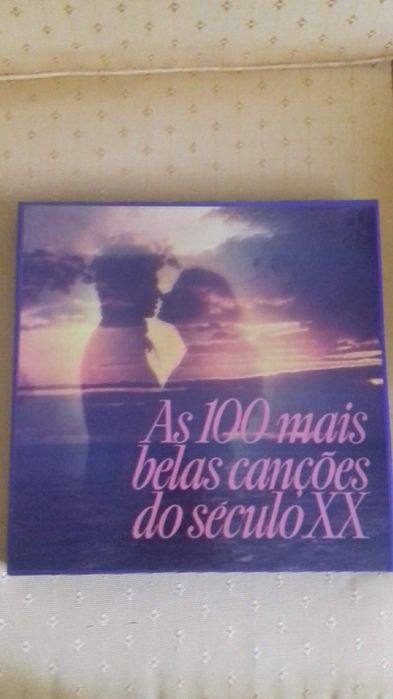 As 100 mais
belas canções
do século XX